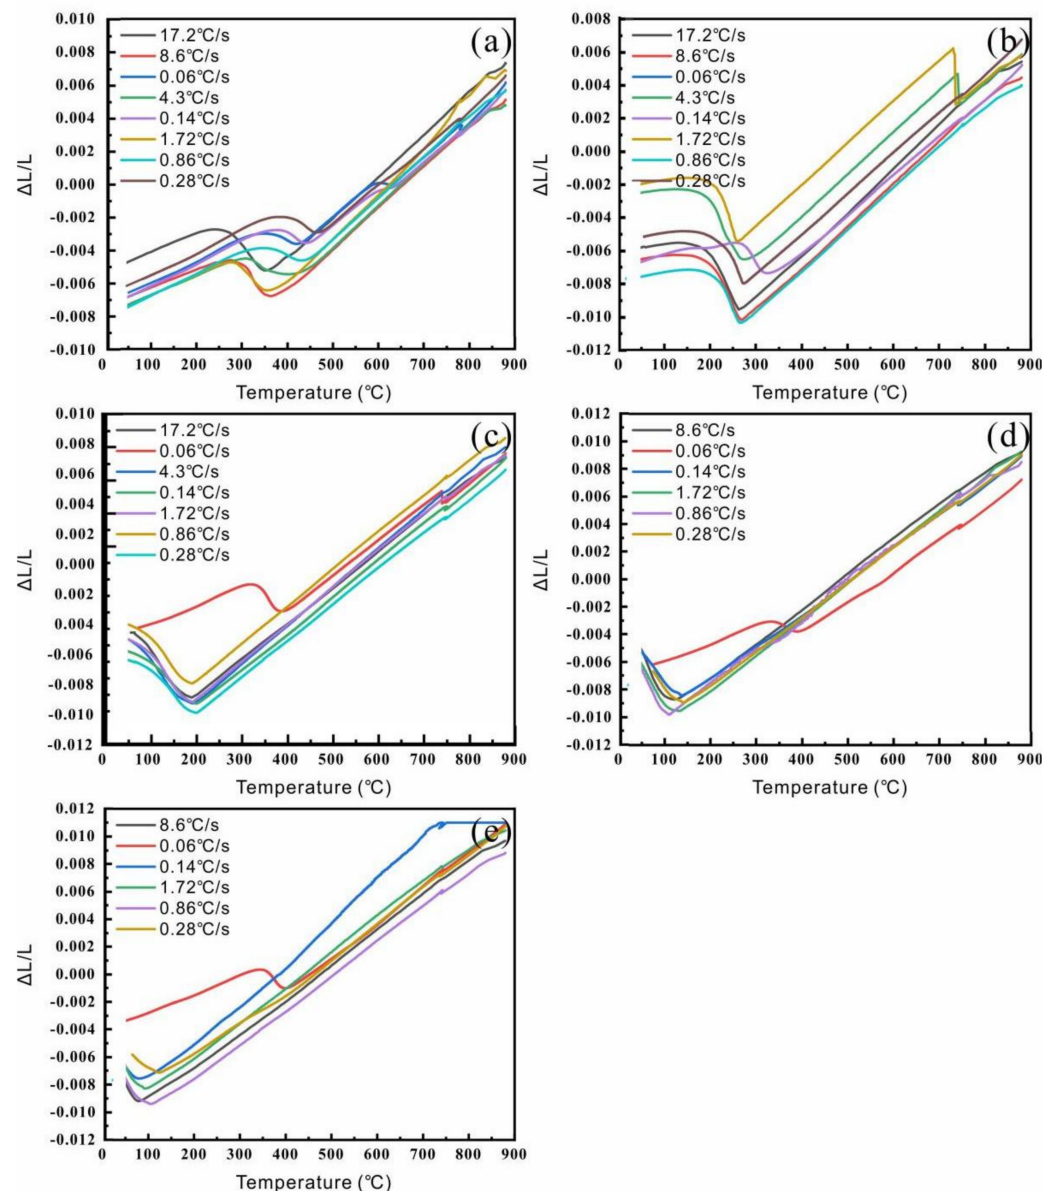 (a)
17.2℃/s
8.6℃/s
0.06℃/s
4.3℃/s
0.14℃/s
1.72℃/s
0.86℃/s
0.28℃/s
ΔL/L
0.010
0.008
0.006
0.004
0.002
0.000
-0.002
-0.004
-0.006
-0.008
-0.010
0 100 200 300 400 500 600 700 800 900
Temperature (℃)
(b)
17.2℃/s
8.6℃/s
0.06℃/s
4.3℃/s
0.14℃/s
1.72℃/s
0.86℃/s
0.28℃/s
ΔL/L
0.008
0.006
0.004
0.002
0.000
-0.002
-0.004
-0.006
-0.008
-0.010
-0.012
0 100 200 300 400 500 600 700 800 900
Temperature (℃)
(c)
17.2℃/s
0.06℃/s
4.3℃/s
0.14℃/s
1.72℃/s
0.86℃/s
0.28℃/s
ΔL/L
0.010
0.008
0.006
0.004
0.002
0.000
0.002
0.004
-0.006
-0.008
-0.010
-0.012
0 100 200 300 400 500 600 700 800 900
Temperature (℃)
(d)
8.6℃/s
0.06℃/s
0.14℃/s
1.72℃/s
0.86℃/s
0.28℃/s
ΔL/L
0.012
0.010
0.008
0.006
0.004
0.002
0.000
-0.002
-0.004
-0.006
-0.008
-0.010
-0.012
0 100 200 300 400 500 600 700 800 900
Temperature (℃)
(e)
8.6℃/s
0.06℃/s
0.14℃/s
1.72℃/s
0.86℃/s
0.28℃/s
ΔL/L
0.012
0.010
0.008
0.006
0.004
0.002
0.000
-0.002
-0.004
-0.006
-0.008
-0.010
-0.012
0 100 200 300 400 500 600 700 800 900
Temperature (℃)